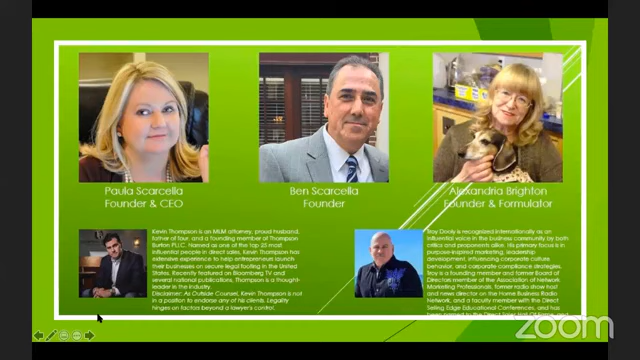 Paula Scarcella
Founder & CEO
Ben Scarcella
Founder
Alexandria Brighton
Founder & Formulator
Kevin Thompson is an MLM attorney, proud husband,
father of four, and a founding member of Thompson
Burton PLLC. Named as one of the top 25 most
influential people in direct sales, Kevin Thompson has
extensive experience to help entrepreneurs launch
their businesses on secure legal footing in the United
States. Recently featured on Bloomberg TV and
several national publications, Thompson is a thought-
leader in the industry.
Disclaimer: As Outside Counsel, Kevin Thompson is not
in a position to endorse any of his clients. Legality
hinges on factors beyond a lawyer's control.
Troy Dooly is recognized internationally as an
influential voice in the business community by both
critics and proponents alike. His primary focus is in
purpose-inspired marketing, leadership
development, influencing corporate culture
behavior, and corporate compliance strategies.
Troy is a founding member and former Board of
Directors member of the Association of Network
Marketing Professionals, former radio show host
and news director on the Home Business Radio
Network, and a faculty member with the Direct
Selling Edge Educational Conferences, and has
zoom